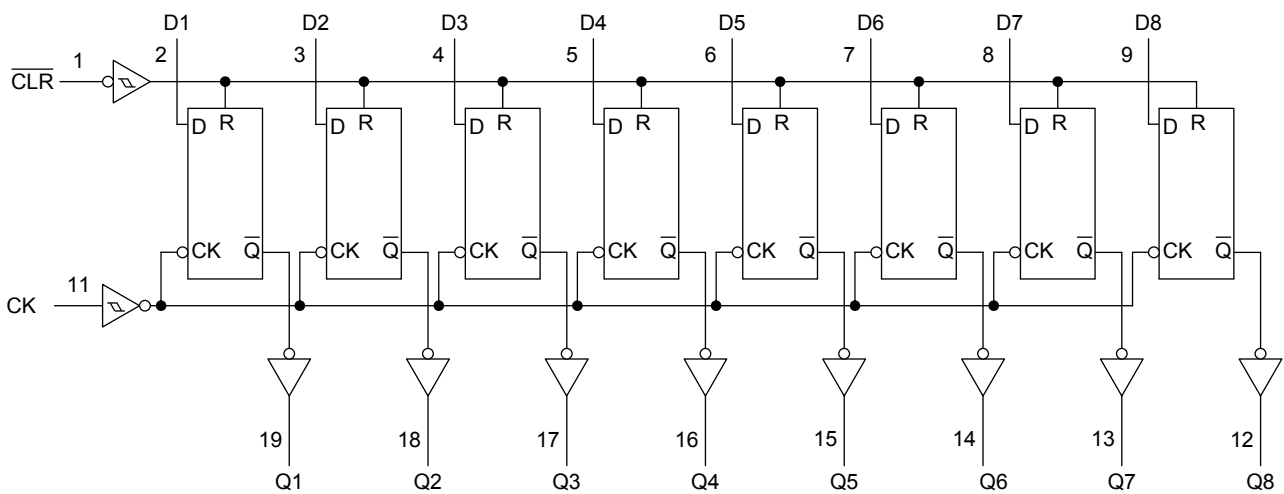 D1 D2 D3 D4 D5 D6 D7 D8
1 2 3 4 5 6 7 8 9
C̅L̅R̅
D R D R D R D R D R D R D R D R
CK Q̅ CK Q̅ CK Q̅ CK Q̅ CK Q̅ CK Q̅ CK Q̅ CK Q̅
11
CK
19 18 17 16 15 14 13 12
Q1 Q2 Q3 Q4 Q5 Q6 Q7 Q8